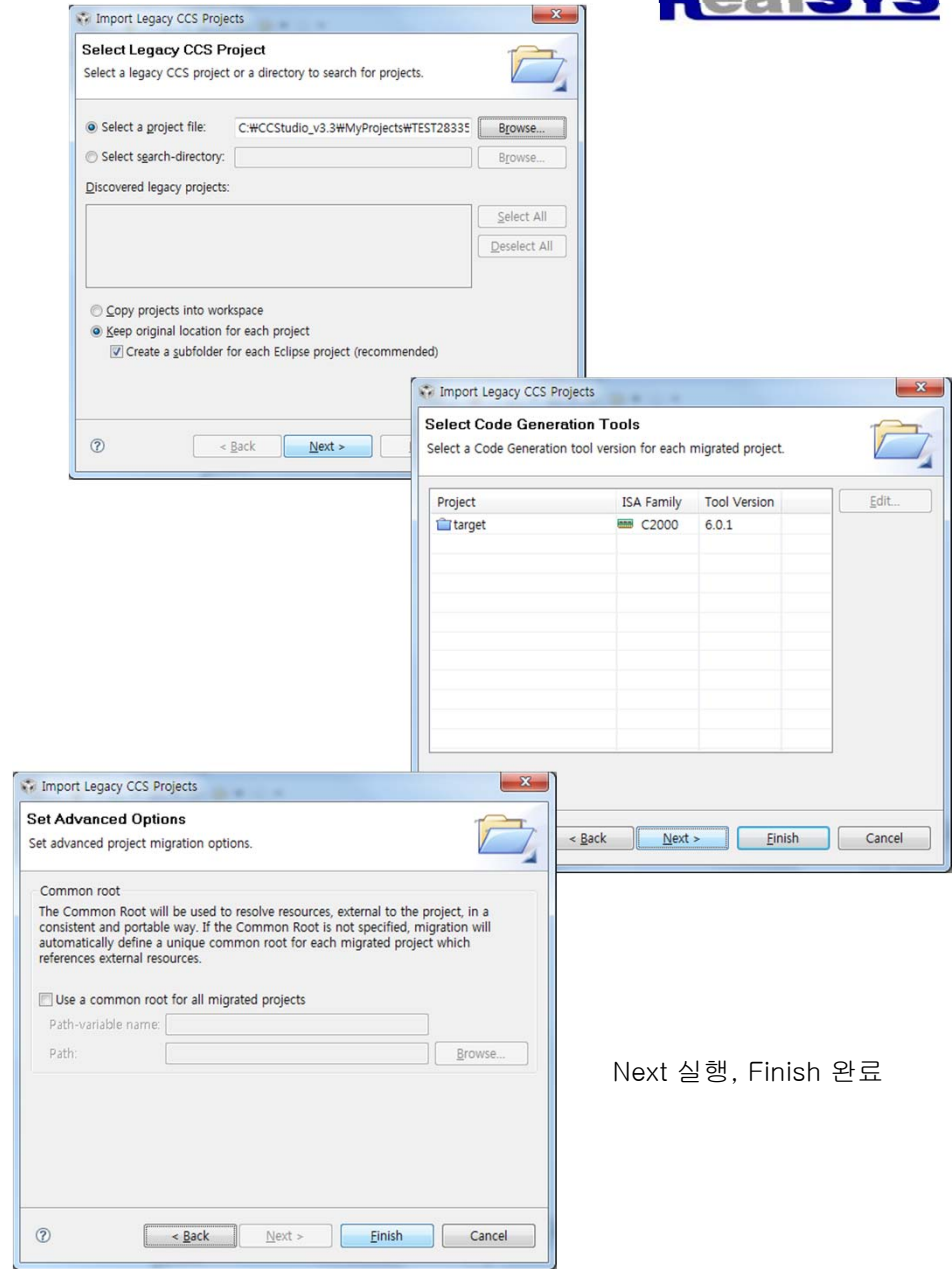 RealSYS
Import Legacy CCS Projects
Select Legacy CCS Project
Select a legacy CCS project or a directory to search for projects.
Select a project file: C:₩CCStudio_v3.3₩MyProjects₩TEST28335 Browse...
Select search-directory: Browse...
Discovered legacy projects:
Select All
Deselect All
Copy projects into workspace
Keep original location for each project
Create a subfolder for each Eclipse project (recommended)
< Back Next >
Import Legacy CCS Projects
Select Code Generation Tools
Select a Code Generation tool version for each migrated project.
Project ISA Family Tool Version Edit...
target C2000 6.0.1
< Back Next > Finish Cancel
Import Legacy CCS Projects
Set Advanced Options
Set advanced project migration options.
Common root
The Common Root will be used to resolve resources, external to the project, in a
consistent and portable way. If the Common Root is not specified, migration will
automatically define a unique common root for each migrated project which
references external resources.
Use a common root for all migrated projects
Path-variable name:
Path: Browse...
< Back Next > Finish Cancel
Next 실행, Finish 완료